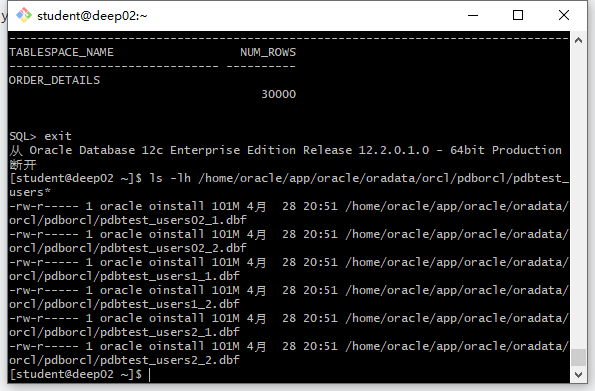 student@deep02:~
--------------------------------------------------------------------------------
TABLESPACE_NAME                  NUM_ROWS
------------------------------ ----------
ORDER_DETAILS
                                    30000
SQL> exit
从 Oracle Database 12c Enterprise Edition Release 12.2.0.1.0 - 64bit Production
断开
[student@deep02 ~]$ ls -lh /home/oracle/app/oracle/oradata/orcl/pdborcl/pdbtest_
users*
-rw-r----- 1 oracle oinstall 101M 4月  28 20:51 /home/oracle/app/oracle/oradata/
orcl/pdborcl/pdbtest_users02_1.dbf
-rw-r----- 1 oracle oinstall 101M 4月  28 20:51 /home/oracle/app/oracle/oradata/
orcl/pdborcl/pdbtest_users02_2.dbf
-rw-r----- 1 oracle oinstall 101M 4月  28 20:51 /home/oracle/app/oracle/oradata/
orcl/pdborcl/pdbtest_users1_1.dbf
-rw-r----- 1 oracle oinstall 101M 4月  28 20:51 /home/oracle/app/oracle/oradata/
orcl/pdborcl/pdbtest_users1_2.dbf
-rw-r----- 1 oracle oinstall 101M 4月  28 20:51 /home/oracle/app/oracle/oradata/
orcl/pdborcl/pdbtest_users2_1.dbf
-rw-r----- 1 oracle oinstall 101M 4月  28 20:51 /home/oracle/app/oracle/oradata/
orcl/pdborcl/pdbtest_users2_2.dbf
[student@deep02 ~]$